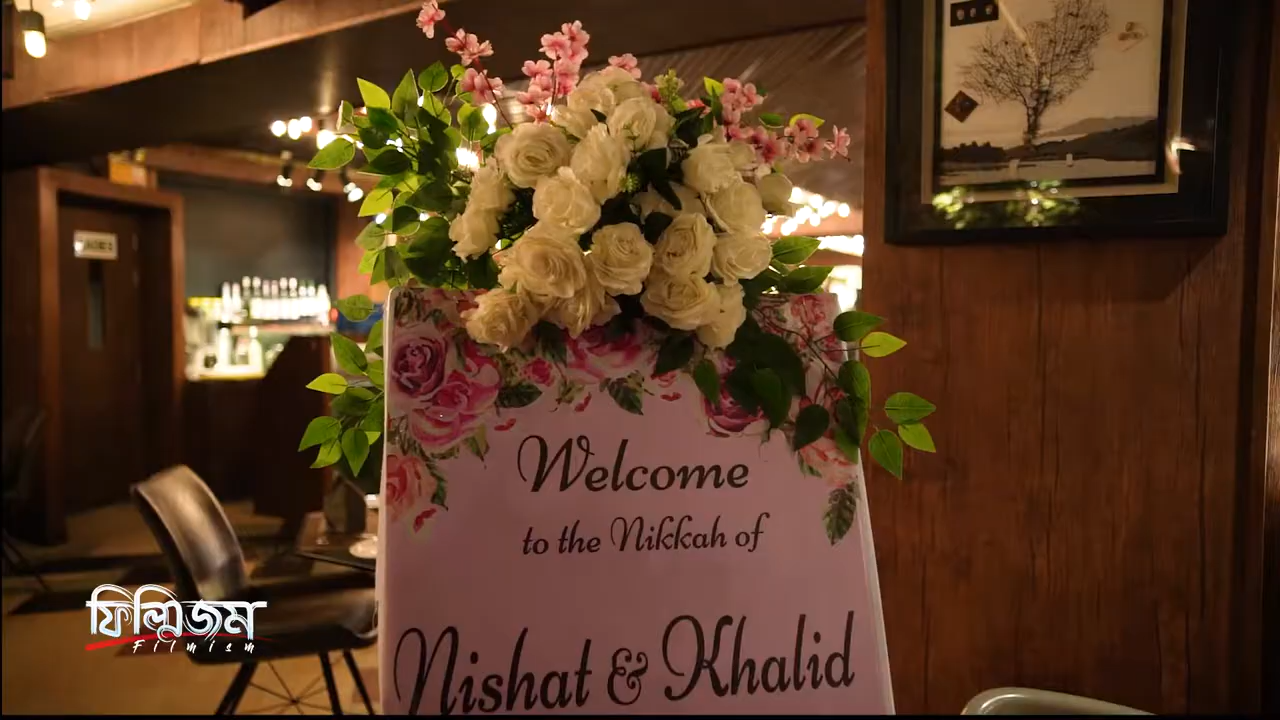 Welcome
to the Nikkah of
Nishat & Khalid
ফিল্মিজম
Filmism